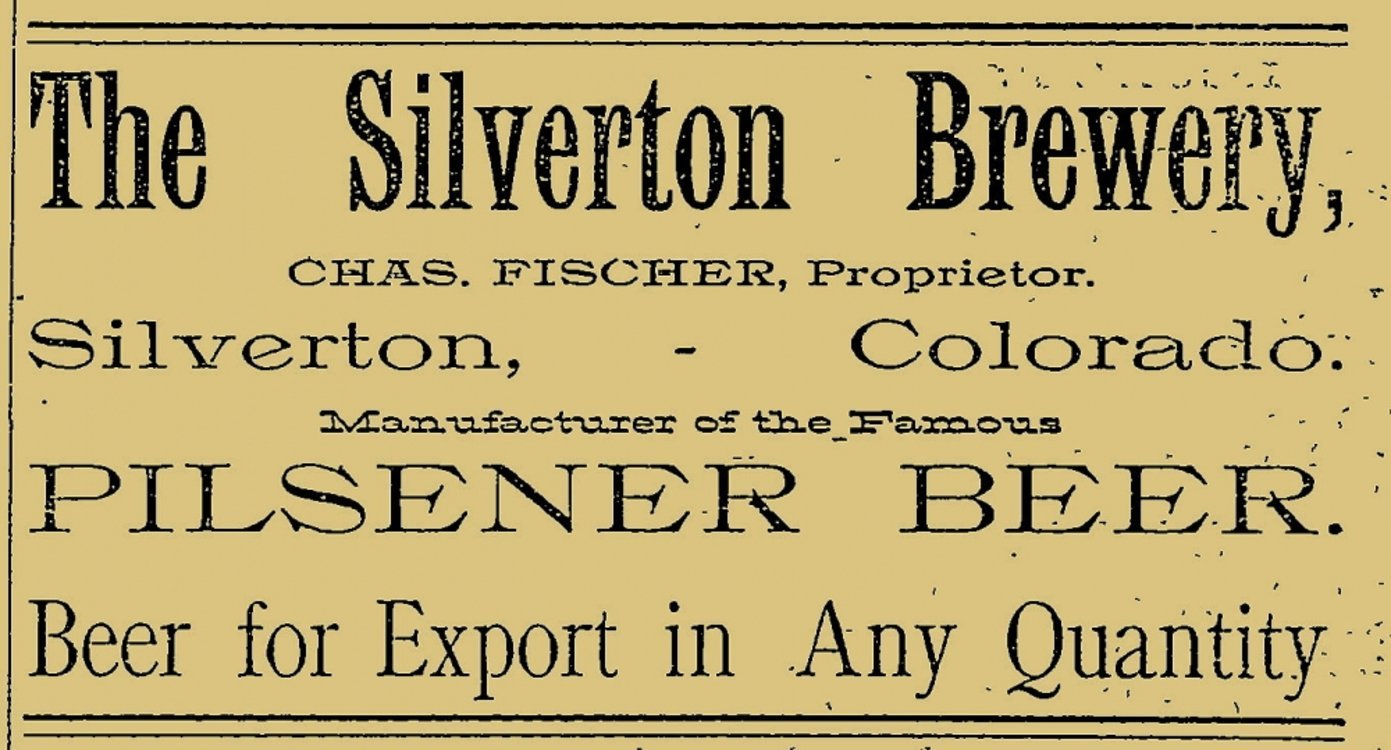 The Silverton Brewery,
CHAS. FISCHER, Proprietor.
Silverton, - Colorado.
Manufacturer of the Famous
PILSENER BEER.
Beer for Export in Any Quantity